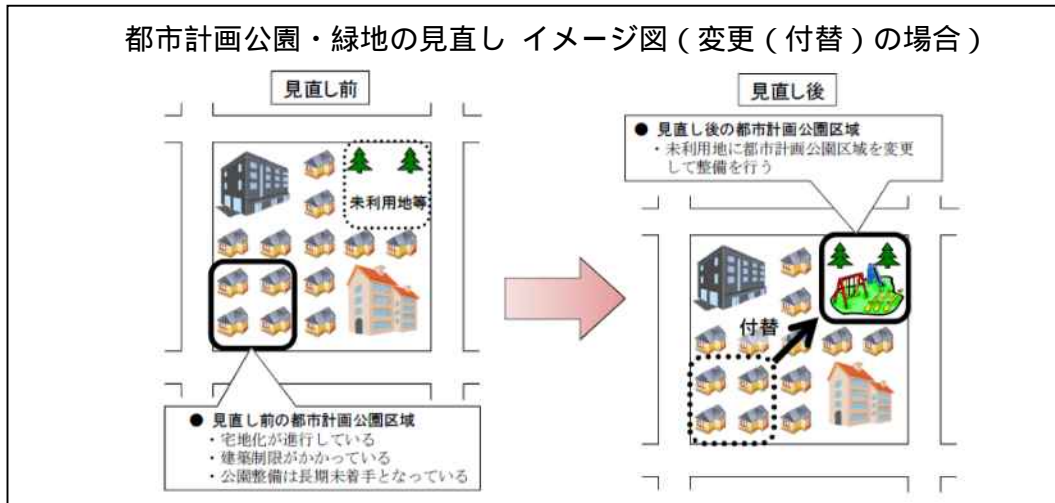 都市計画公園・緑地の見直し イメージ図(変更(付替)の場合)
見直し前
未利用地等
● 見直し前の都市計画公園区域
・宅地化が進行している
・建築制限がかかっている
・公園整備は長期未着手となっている
見直し後
● 見直し後の都市計画公園区域
・未利用地に都市計画公園区域を変更
して整備を行う
付替